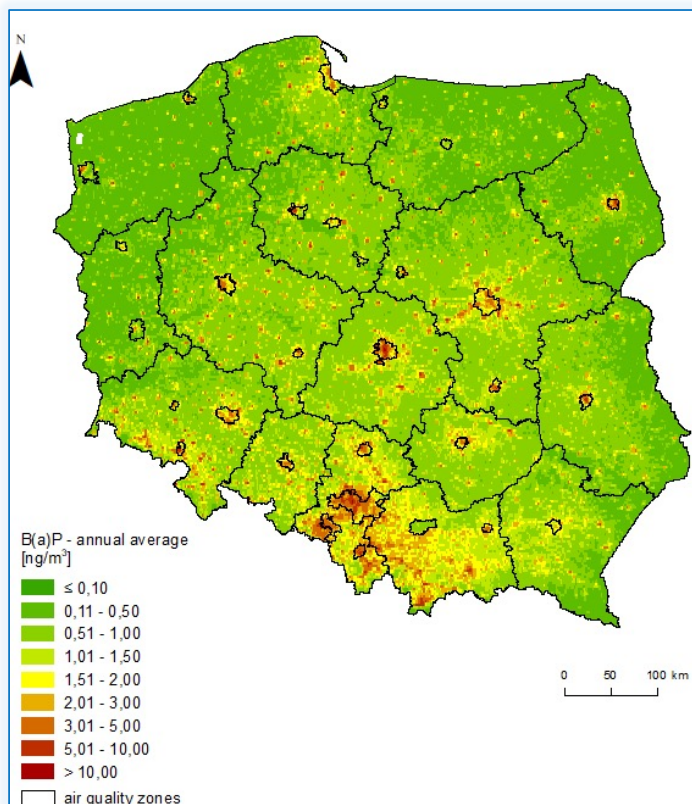 N
B(a)P - annual average
[ng/m³]
≤ 0,10
0,11 - 0,50
0,51 - 1,00
1,01 - 1,50
1,51 - 2,00
2,01 - 3,00
3,01 - 5,00
5,01 - 10,00
> 10,00
air quality zones
0 50 100 km